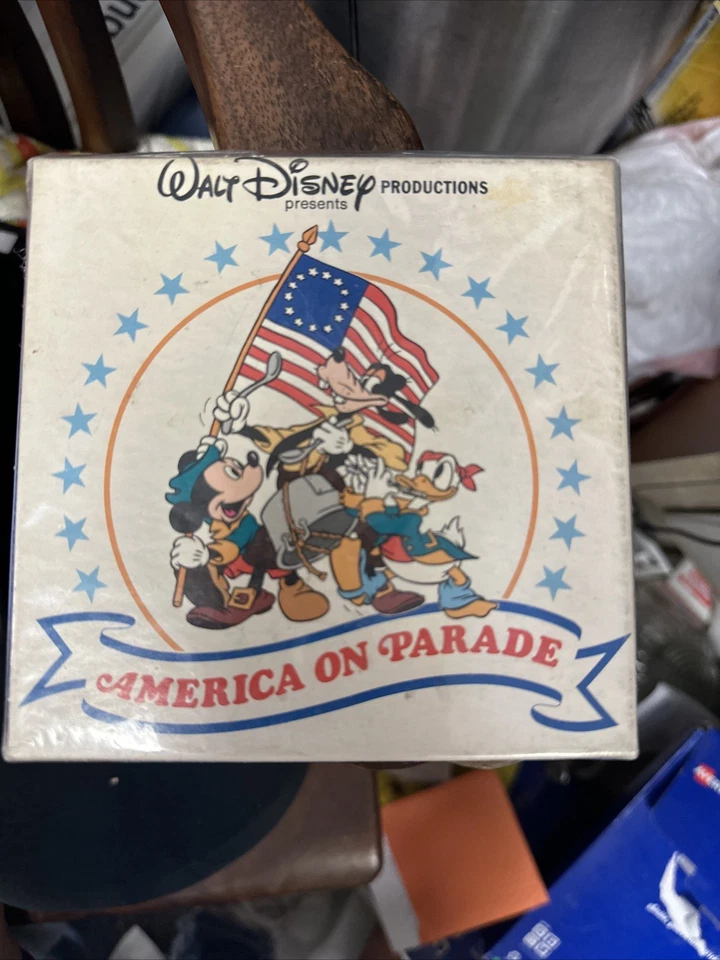 WALT DISNEY PRODUCTIONS
presents
AMERICA ON PARADE